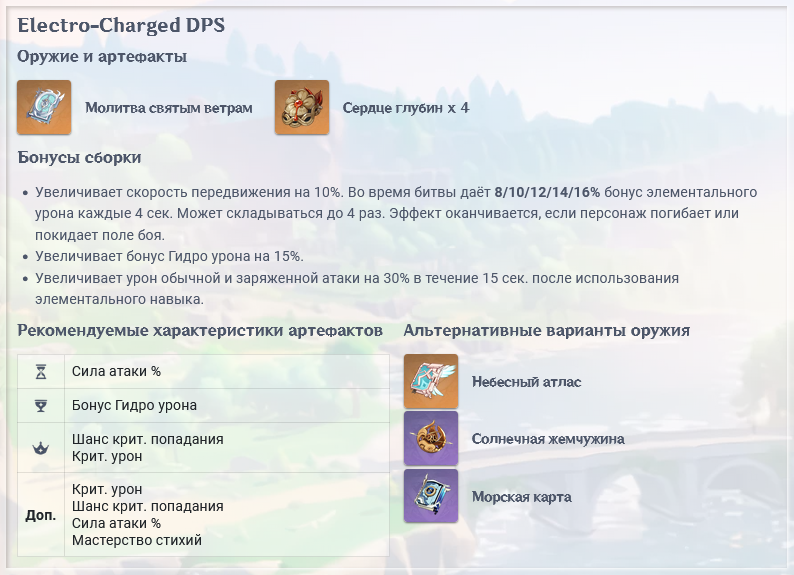 Electro-Charged DPS
Оружие и артефакты
Молитва святым ветрам
Сердце глубин x 4
Бонусы сборки
• Увеличивает скорость передвижения на 10%. Во время битвы даёт 8/10/12/14/16% бонус элементального
урона каждые 4 сек. Может складываться до 4 раз. Эффект оканчивается, если персонаж погибает или
покидает поле боя.
• Увеличивает бонус Гидро урона на 15%.
• Увеличивает урон обычной и заряженной атаки на 30% в течение 15 сек. после использования
элементального навыка.
Рекомендуемые характеристики артефактов
Сила атаки %
Бонус Гидро урона
Шанс крит. попадания
Крит. урон
Доп.
Крит. урон
Шанс крит. попадания
Сила атаки %
Мастерство стихий
Альтернативные варианты оружия
Небесный атлас
Солнечная жемчужина
Морская карта